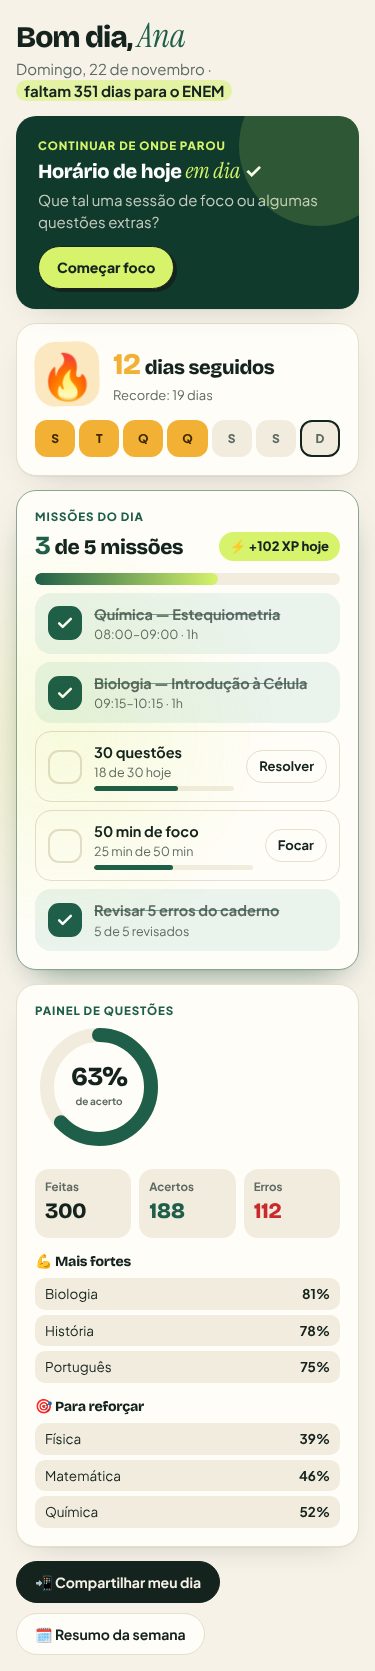 Bom dia, Ana
Domingo, 22 de novembro ·
faltam 351 dias para o ENEM
CONTINUAR DE ONDE PAROU
Horário de hoje em dia ✓
Que tal uma sessão de foco ou algumas
questões extras?
Começar foco
12 dias seguidos
Recorde: 19 dias
S T Q Q S S D
MISSÕES DO DIA
3 de 5 missões
⚡ +102 XP hoje
Química — Estequiometria
08:00–09:00 · 1h
Biologia — Introdução à Célula
09:15–10:15 · 1h
30 questões
18 de 30 hoje
Resolver
50 min de foco
25 min de 50 min
Focar
Revisar 5 erros do caderno
5 de 5 revisados
PAINEL DE QUESTÕES
63%
de acerto
Feitas Acertos Erros
300 188 112
💪 Mais fortes
Biologia 81%
História 78%
Português 75%
🎯 Para reforçar
Física 39%
Matemática 46%
Química 52%
📲 Compartilhar meu dia
🗓️ Resumo da semana